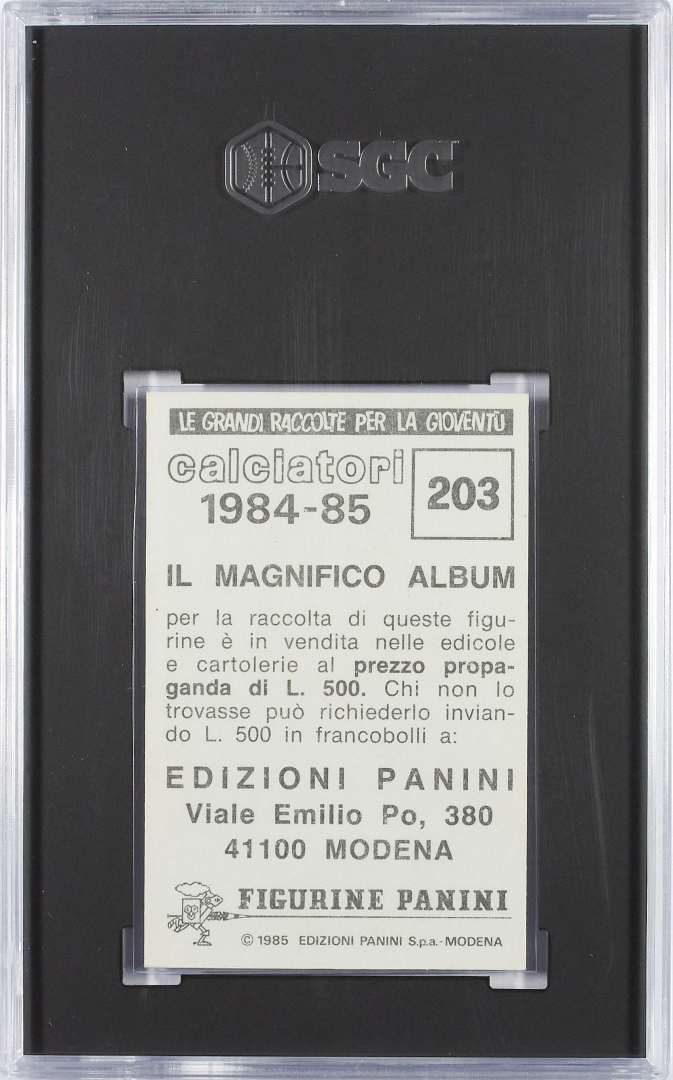 SGC
LE GRANDI RACCOLTE PER LA GIOVENTÙ
calciatori
1984-85
203
IL MAGNIFICO ALBUM
per la raccolta di queste figu-
rine è in vendita nelle edicole
e cartolerie al prezzo propa-
ganda di L. 500. Chi non lo
trovasse può richiederlo invian-
do L. 500 in francobolli a:
EDIZIONI PANINI
Viale Emilio Po, 380
41100 MODENA
FIGURINE PANINI
© 1985 EDIZIONI PANINI S.p.a.-MODENA